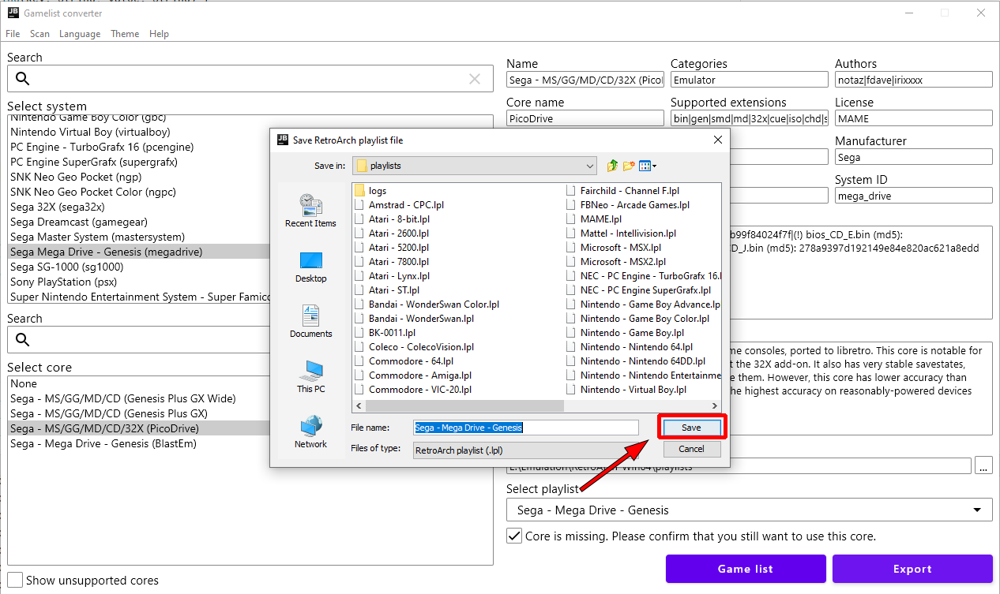 Gamelist converter
File Scan Language Theme Help
Search
Select system
Nintendo Game Boy Color (gbc)
Nintendo Virtual Boy (virtualboy)
PC Engine - TurboGrafx 16 (pcengine)
PC Engine SuperGrafx (supergrafx)
SNK Neo Geo Pocket (ngp)
SNK Neo Geo Pocket Color (ngpc)
Sega 32X (sega32x)
Sega Dreamcast (gamegear)
Sega Master System (mastersystem)
Sega Mega Drive - Genesis (megadrive)
Sega SG-1000 (sg1000)
Sony PlayStation (psx)
Super Nintendo Entertainment System - Super Famico
Search
Select core
None
Sega - MS/GG/MD/CD (Genesis Plus GX Wide)
Sega - MS/GG/MD/CD (Genesis Plus GX)
Sega - MS/GG/MD/CD/32X (PicoDrive)
Sega - Mega Drive - Genesis (BlastEm)
Show unsupported cores
Name Categories Authors
Sega - MS/GG/MD/CD/32X (Picol Emulator notaz|fdave|irixxxx
Core name Supported extensions License
PicoDrive bin|gen|smd|md|32x|cue|iso|chd|s MAME
Manufacturer
Sega
System ID
mega_drive
b99f84024f7f|(!) bios_CD_E.bin (md5):
CD_J.bin (md5): 278a9397d192149e84e820ac621a8edd
me consoles, ported to libretro. This core is notable for
t the 32X add-on. It also has very stable savestates,
e them. However, this core has lower accuracy than
he highest accuracy on reasonably-powered devices
E:\Emulation\RetroArch-Win64\playlists ...
Select playlist
Sega - Mega Drive - Genesis
Core is missing. Please confirm that you still want to use this core.
Game list Export
JB Save RetroArch playlist file
Save in: playlists
Recent Items
Desktop
Documents
This PC
Network
logs
Amstrad - CPC.lpl
Atari - 8-bit.lpl
Atari - 2600.lpl
Atari - 5200.lpl
Atari - 7800.lpl
Atari - Lynx.lpl
Atari - ST.lpl
Bandai - WonderSwan Color.lpl
Bandai - WonderSwan.lpl
BK-0011.lpl
Coleco - ColecoVision.lpl
Commodore - 64.lpl
Commodore - Amiga.lpl
Commodore - VIC-20.lpl
Fairchild - Channel F.lpl
FBNeo - Arcade Games.lpl
MAME.lpl
Mattel - Intellivision.lpl
Microsoft - MSX.lpl
Microsoft - MSX2.lpl
NEC - PC Engine - TurboGrafx 16.l
NEC - PC Engine SuperGrafx.lpl
Nintendo - Game Boy Advance.lp
Nintendo - Game Boy Color.lpl
Nintendo - Game Boy.lpl
Nintendo - Nintendo 64.lpl
Nintendo - Nintendo 64DD.lpl
Nintendo - Nintendo Entertainme
Nintendo - Virtual Boy.lpl
File name: Sega - Mega Drive - Genesis Save
Files of type: RetroArch playlist (.lpl) Cancel